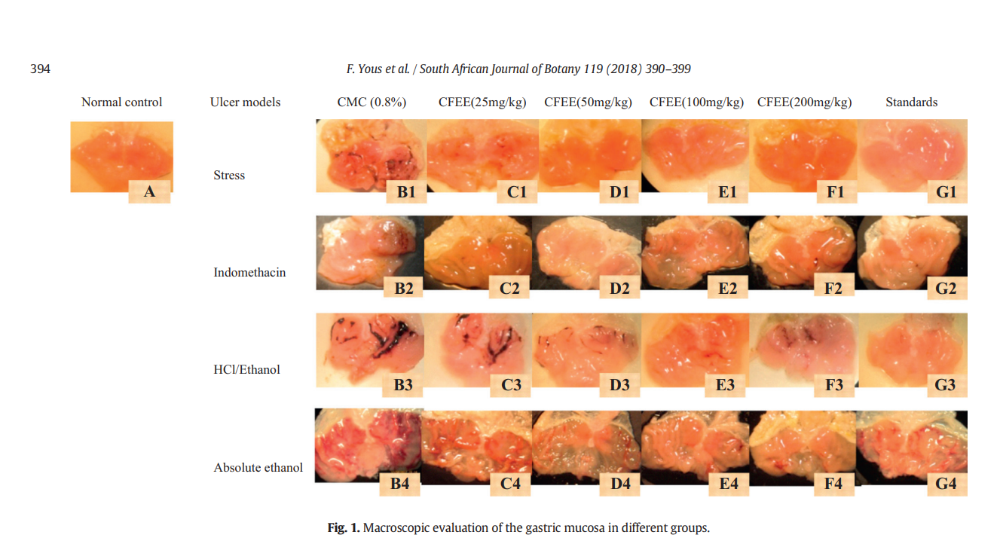 394
F. Yous et al. / South African Journal of Botany 119 (2018) 390–399
Normal control Ulcer models CMC (0.8%) CFEE(25mg/kg) CFEE(50mg/kg) CFEE(100mg/kg) CFEE(200mg/kg) Standards
Stress
A B1 C1 D1 E1 F1 G1
Indomethacin
B2 C2 D2 E2 F2 G2
HCl/Ethanol
B3 C3 D3 E3 F3 G3
Absolute ethanol
B4 C4 D4 E4 F4 G4
Fig. 1. Macroscopic evaluation of the gastric mucosa in different groups.